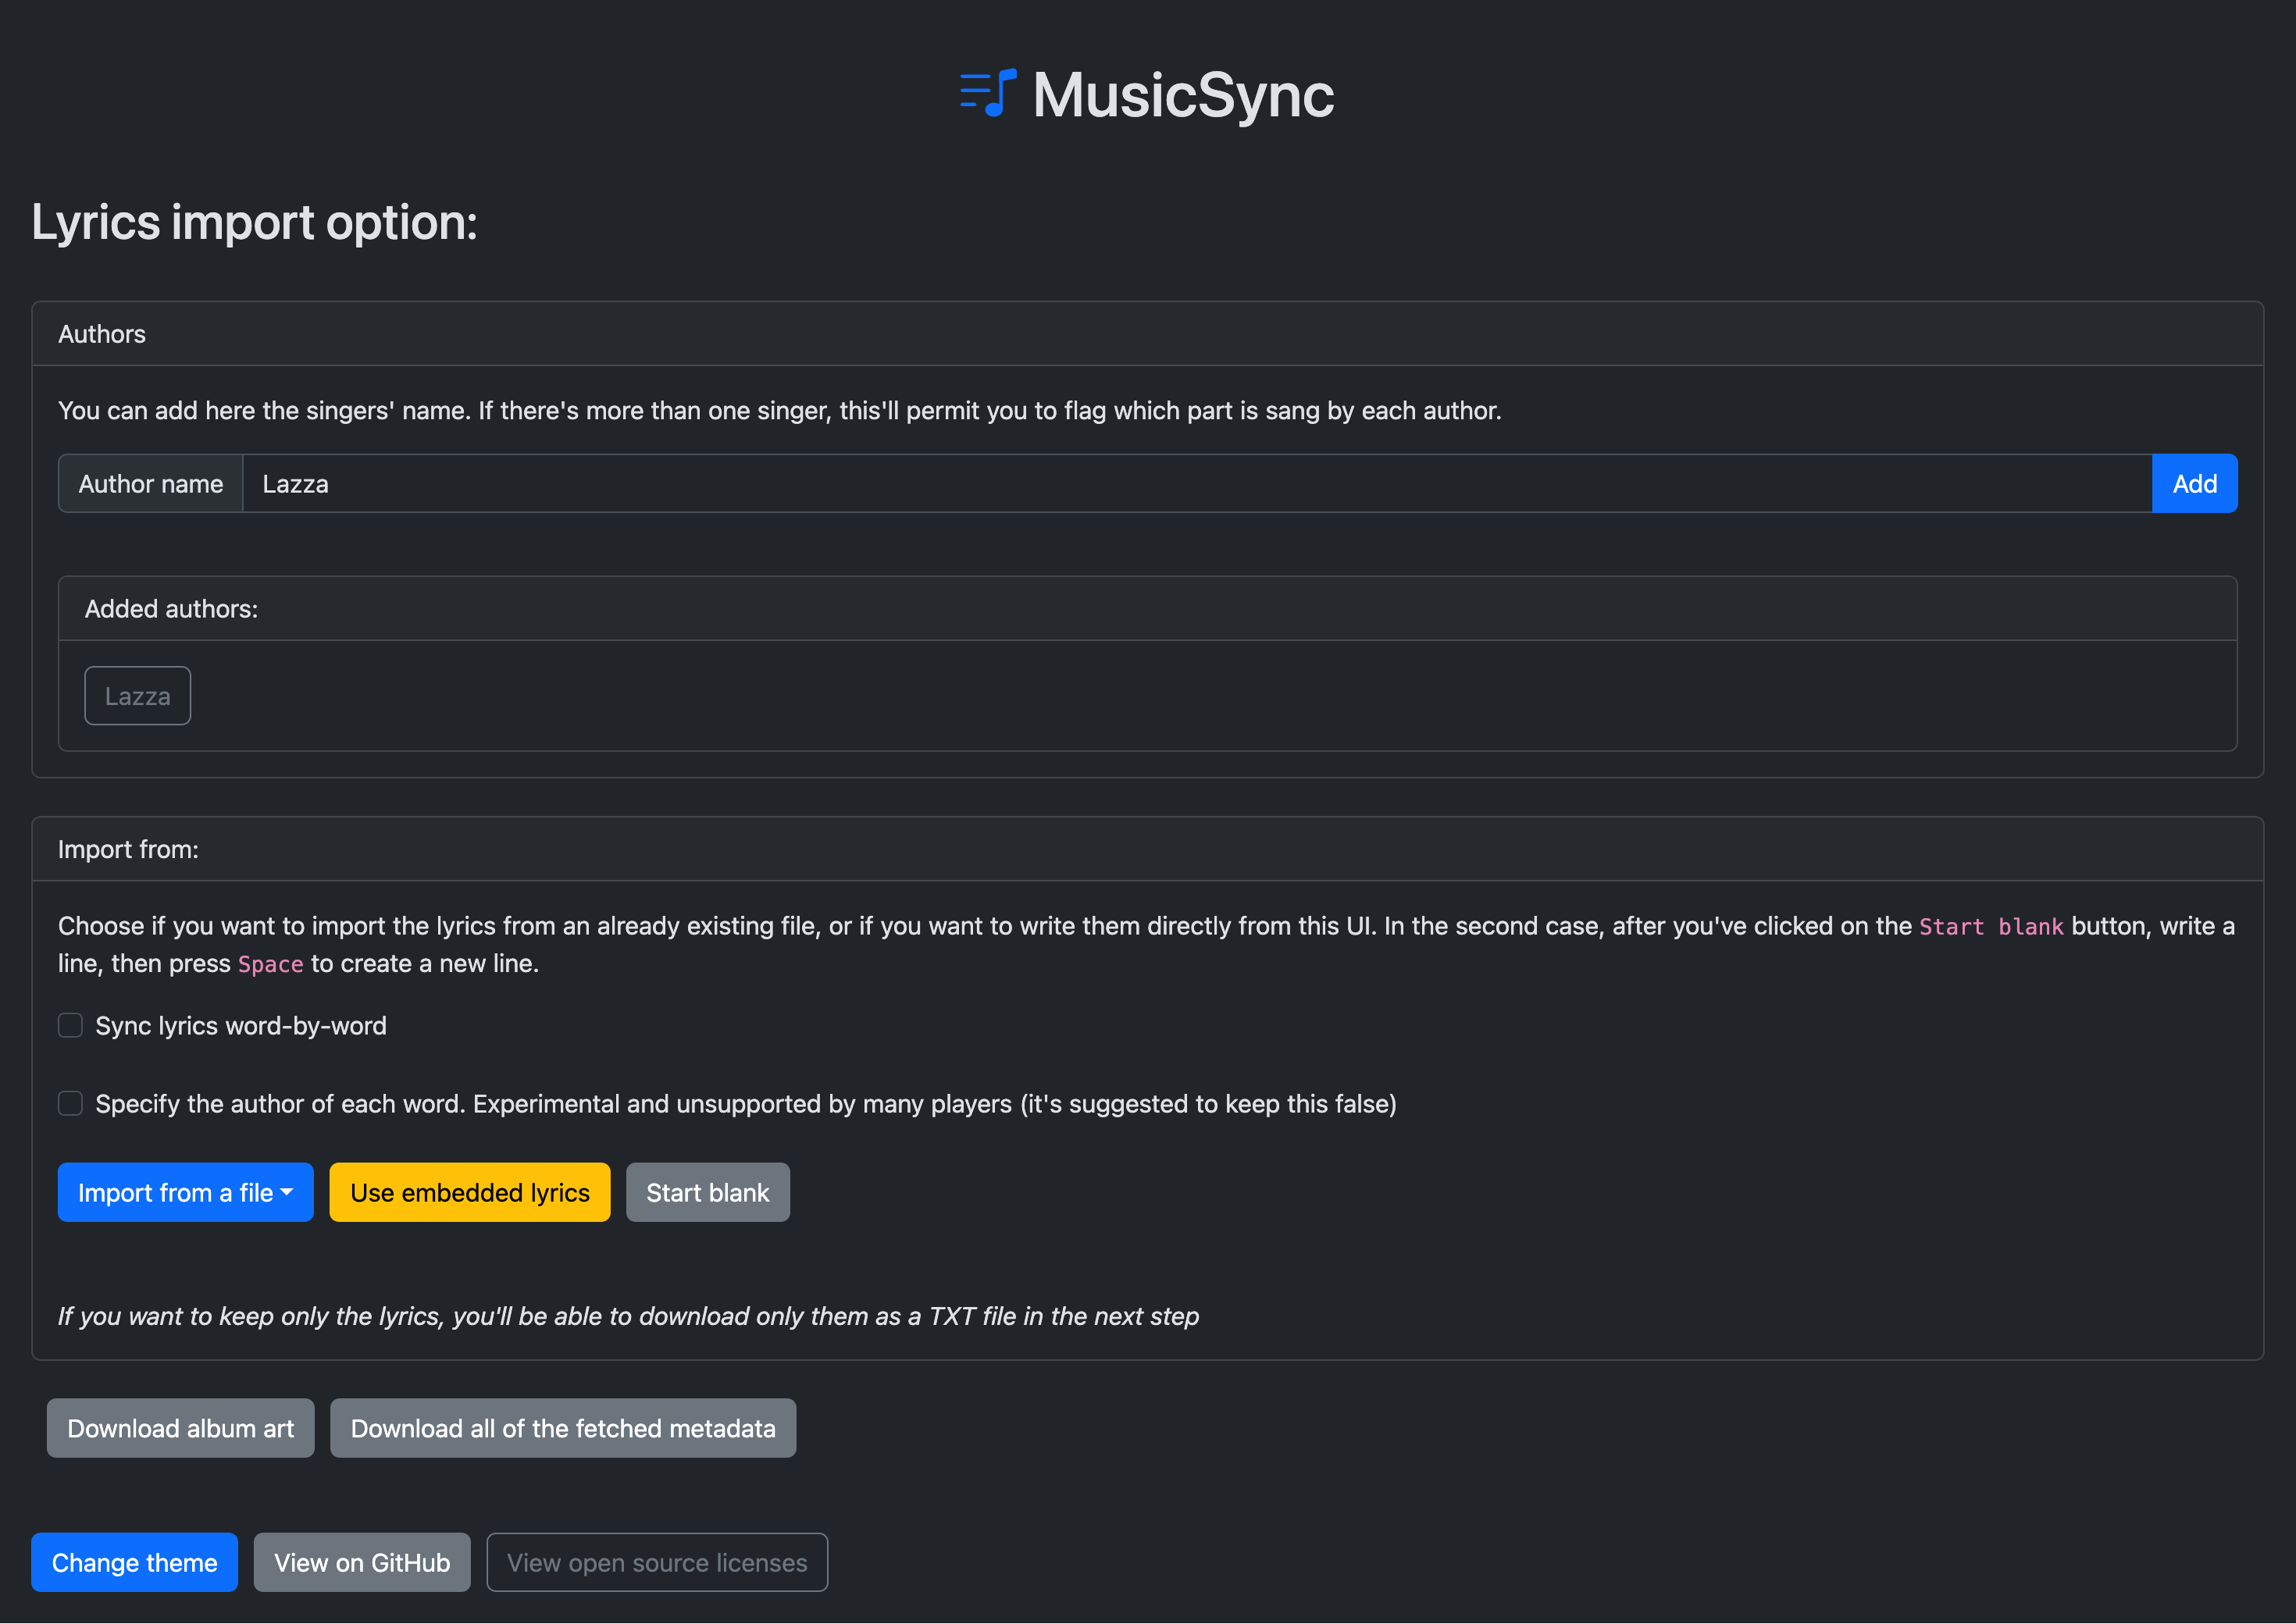 MusicSync
Lyrics import option:
Authors
You can add here the singers' name. If there's more than one singer, this'll permit you to flag which part is sang by each author.
Author name Lazza Add
Added authors:
Lazza
Import from:
Choose if you want to import the lyrics from an already existing file, or if you want to write them directly from this UI. In the second case, after you've clicked on the Start blank button, write a
line, then press Space to create a new line.
Sync lyrics word-by-word
Specify the author of each word. Experimental and unsupported by many players (it's suggested to keep this false)
Import from a file Use embedded lyrics Start blank
If you want to keep only the lyrics, you'll be able to download only them as a TXT file in the next step
Download album art Download all of the fetched metadata
Change theme View on GitHub View open source licenses